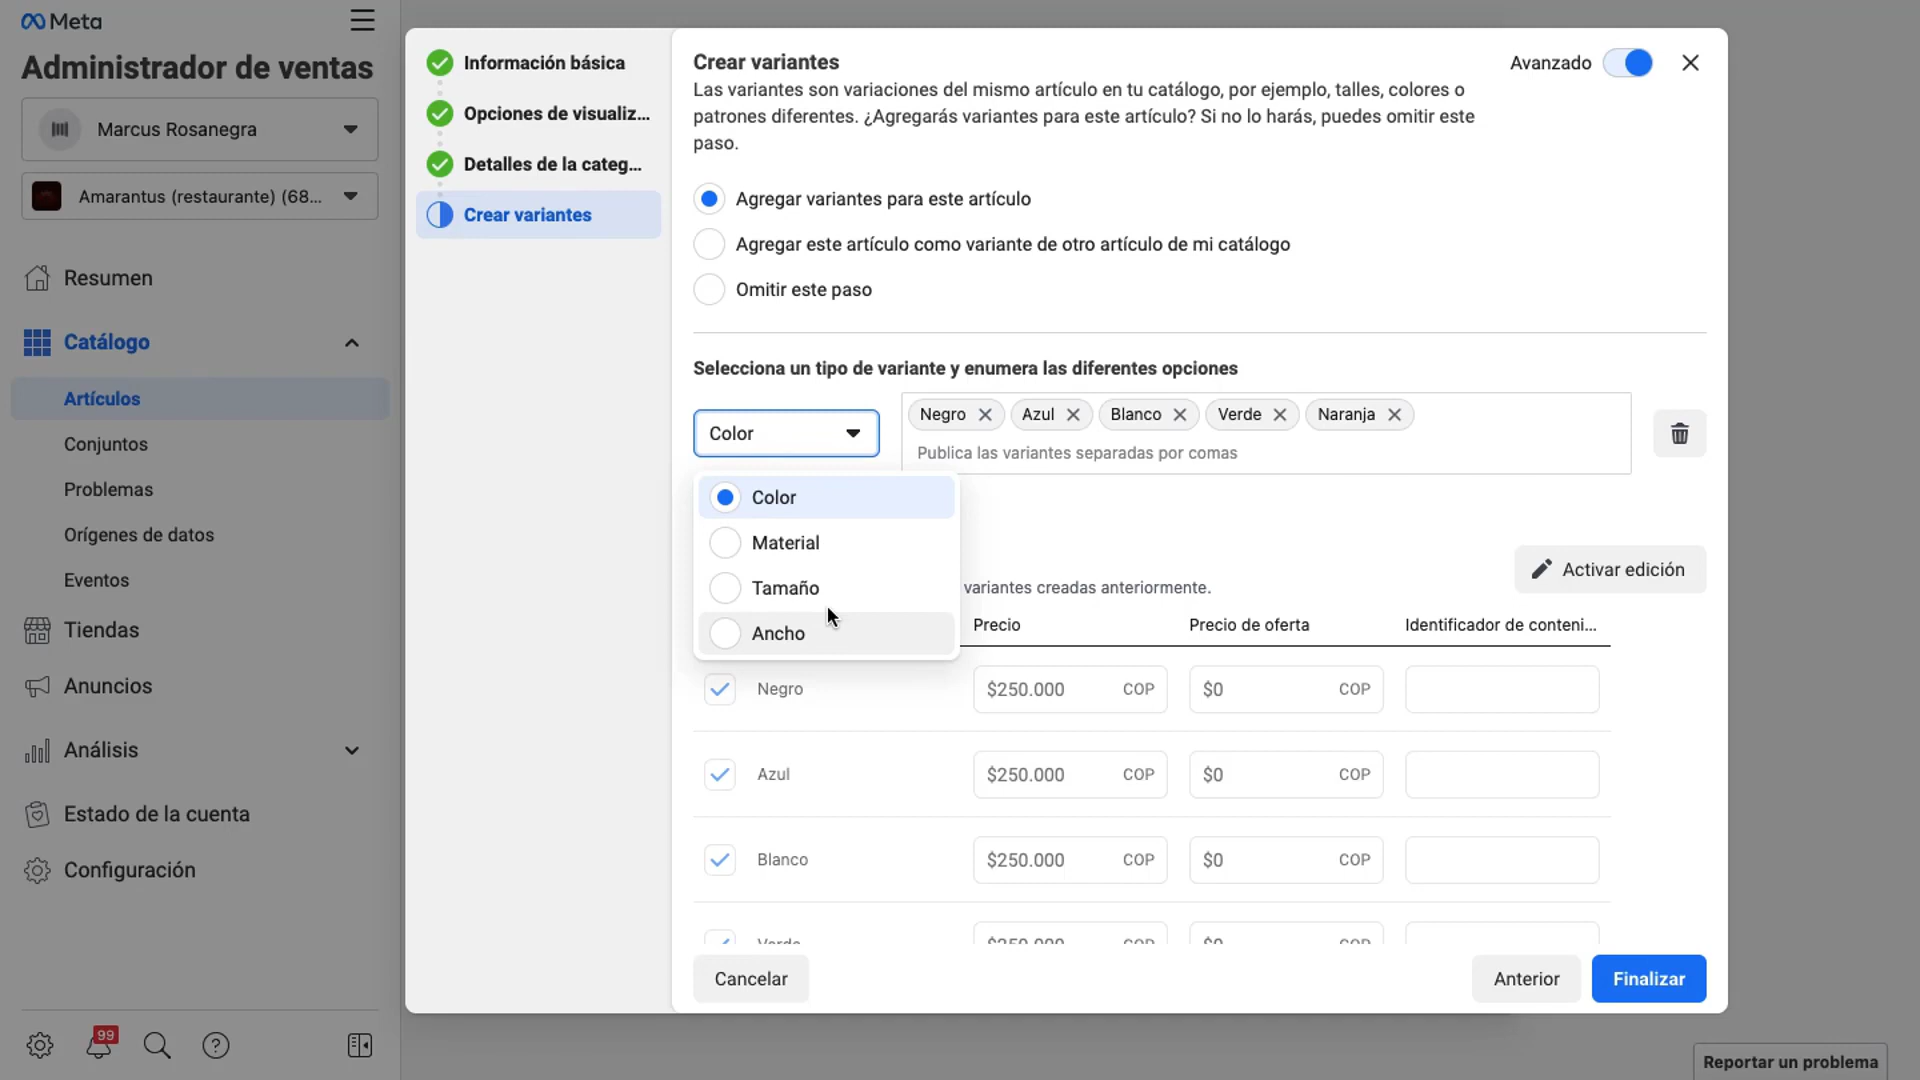 Meta
Administrador de ventas
Marcus Rosanegra
Amarantus (restaurante) (68...
Resumen
Catálogo
Artículos
Conjuntos
Problemas
Orígenes de datos
Eventos
Tiendas
Anuncios
Análisis
Estado de la cuenta
Configuración
99
Información básica
Opciones de visualiz...
Detalles de la categ...
Crear variantes
Crear variantes
Avanzado
Las variantes son variaciones del mismo artículo en tu catálogo, por ejemplo, talles, colores o
patrones diferentes. ¿Agregarás variantes para este artículo? Si no lo harás, puedes omitir este
paso.
Agregar variantes para este artículo
Agregar este artículo como variante de otro artículo de mi catálogo
Omitir este paso
Selecciona un tipo de variante y enumera las diferentes opciones
Color
Negro Azul Blanco Verde Naranja
Publica las variantes separadas por comas
Color
Material
Tamaño
Ancho
Activar edición
variantes creadas anteriormente.
Precio Precio de oferta Identificador de conteni...
Negro $250.000 COP $0 COP
Azul $250.000 COP $0 COP
Blanco $250.000 COP $0 COP
Verde $250.000 COP $0 COP
Cancelar Anterior Finalizar
Reportar un problema